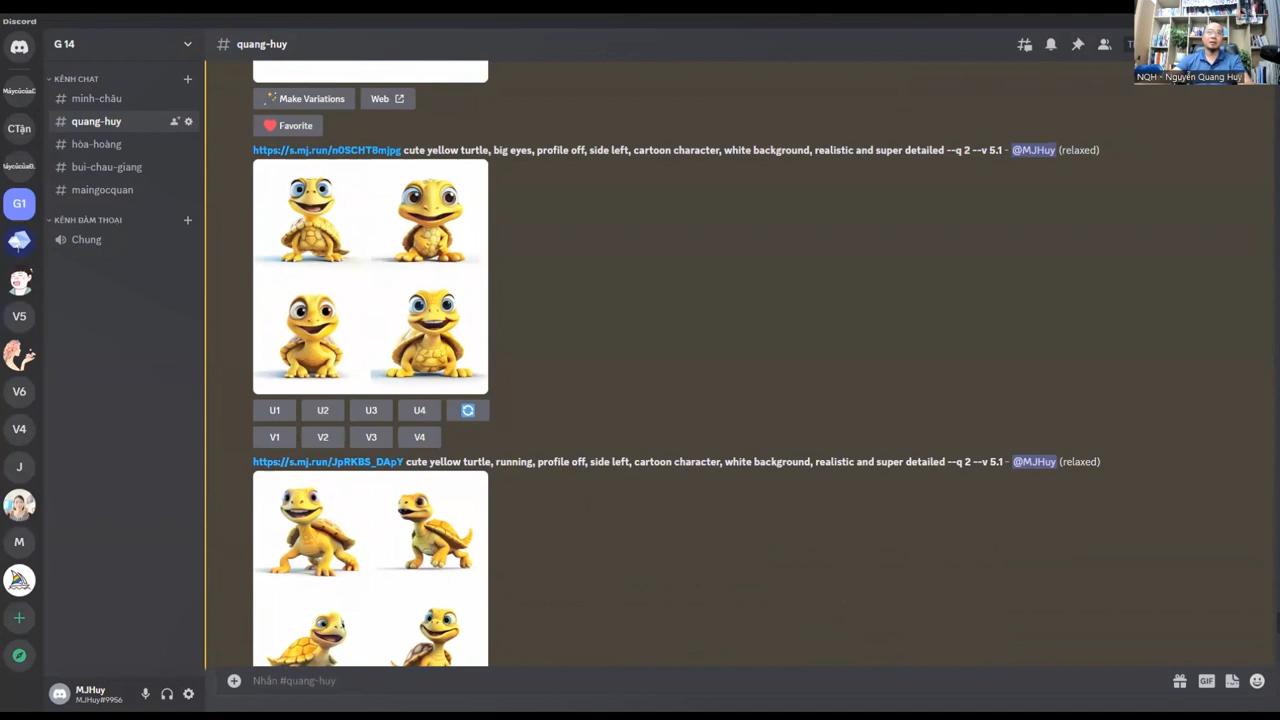 Discord
G 14
quang-huy
NQH - Nguyễn Quang Huy
KÊNH CHAT
minh-châu
quang-huy
hòa-hoàng
bui-chau-giang
maingocquan
KÊNH ĐÀM THOẠI
Chung
CTận
G1
V5
V6
V4
J
M
Make Variations
Web
Favorite
https://s.mj.run/n0SCHT8mjpg cute yellow turtle, big eyes, profile off, side left, cartoon character, white background, realistic and super detailed --q 2 --v 5.1 - @MJHuy (relaxed)
U1 U2 U3 U4
V1 V2 V3 V4
https://s.mj.run/JpRKBS_DApY cute yellow turtle, running, profile off, side left, cartoon character, white background, realistic and super detailed --q 2 --v 5.1 - @MJHuy (relaxed)
MJHuy
MJHuy#9956
Nhắn #quang-huy
GIF